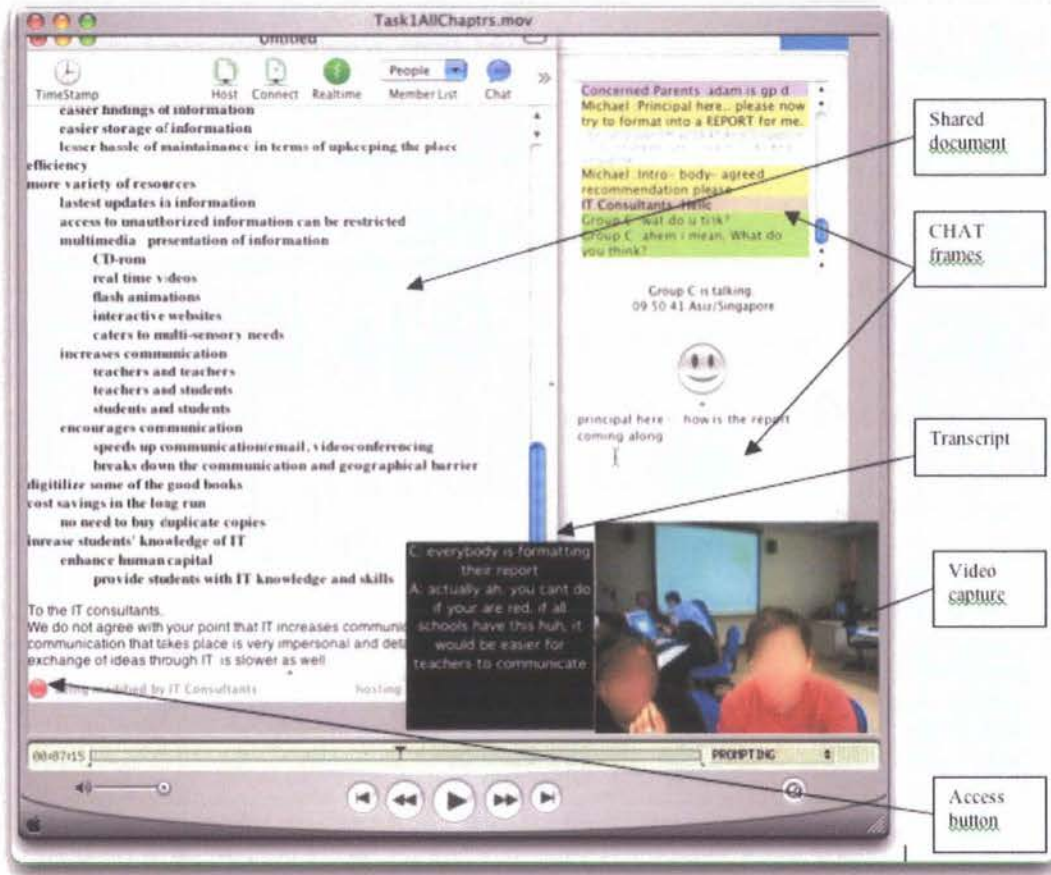 Task1AllChaptrs.mov
Untitled
TimeStamp
Host
Connect
Realtime
People
Member List
Chat
easier findings of information
easier storage of information
lesser hassle of maintainance in terms of upkeeping the place
efficiency
more variety of resources
lastest updates in information
access to unauthorized information can be restricted
multimedia presentation of information
CD-rom
real time videos
flash animations
interactive websites
caters to multi-sensory needs
increases communication
teachers and teachers
teachers and students
students and students
encourages communication
speeds up communication(email, videoconferencing
breaks down the communication and geographical barrier
digitilize some of the good books
cost savings in the long run
no need to buy duplicate copies
inrease students' knowledge of IT
enhance human capital
provide students with IT knowledge and skills
To the IT consultants.
We do not agree with your point that IT increases communic
communication that takes place is very impersonal and deta
exchange of ideas through IT is slower as well
being modified by IT Consultants
hosting
Concerned Parents adam is gp d
Michael Principal here.. please now
try to format into a REPORT for me.
Michael Intro- body- agreed
recommendation please
IT Consultants Hello
Group C wat do u tink?
Group C ahem i mean. What do
you think?
Group C is talking.
09 50 41 Asia/Singapore
principal here - how is the report
coming along
C: everybody is formatting
their report
A: actually ah, you cant do
if your are red, if all
schools have this huh, it
would be easier for
teachers to communicate
00:07:15
PROMPTING
Shared
document
CHAT
frames
Transcript
Video
capture
Access
button